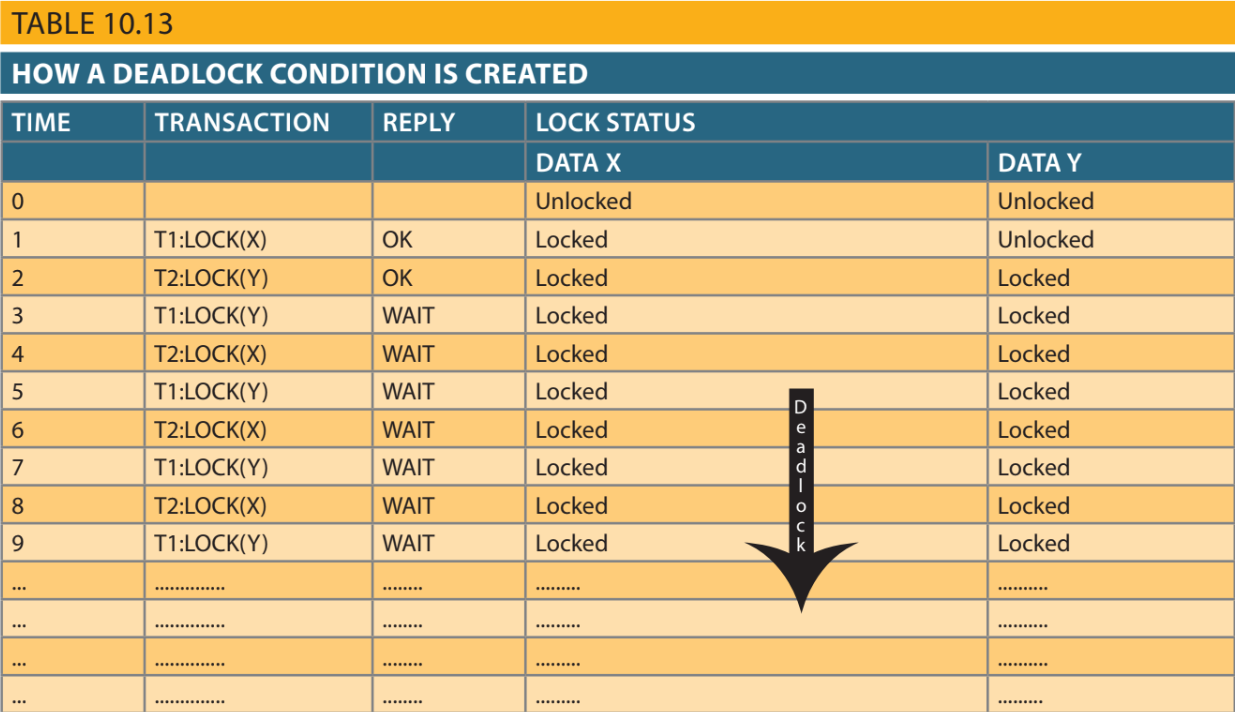 TABLE 10.13
HOW A DEADLOCK CONDITION IS CREATED
TIME TRANSACTION REPLY LOCK STATUS
DATA X DATA Y
0 Unlocked Unlocked
1 T1:LOCK(X) OK Locked Unlocked
2 T2:LOCK(Y) OK Locked Locked
3 T1:LOCK(Y) WAIT Locked Locked
4 T2:LOCK(X) WAIT Locked Locked
5 T1:LOCK(Y) WAIT Locked Locked
6 T2:LOCK(X) WAIT Locked Locked
7 T1:LOCK(Y) WAIT Locked Locked
8 T2:LOCK(X) WAIT Locked Locked
9 T1:LOCK(Y) WAIT Locked Locked
... .............. ........ ......... ..........
... .............. ........ ......... ..........
... .............. ........ ......... ..........
... .............. ........ ......... .........
Deadlock